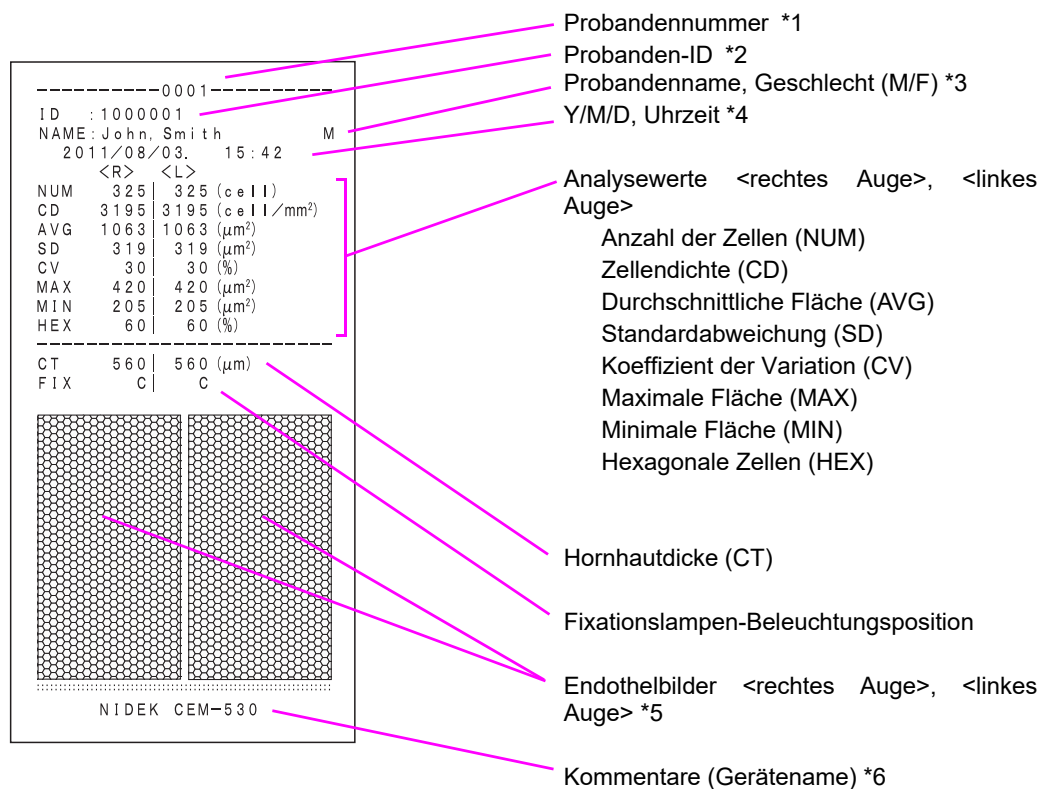 0001
ID :1000001
NAME:John, Smith M
2011/08/03. 15:42
<R> <L>
NUM 325 325 (cell)
CD 3195 3195 (cell/mm²)
AVG 1063 1063 (μm²)
SD 319 319 (μm²)
CV 30 30 (%)
MAX 420 420 (μm²)
MIN 205 205 (μm²)
HEX 60 60 (%)
CT 560 560 (μm)
FIX C C
NIDEK CEM-530
Probandennummer *1
Probanden-ID *2
Probandenname, Geschlecht (M/F) *3
Y/M/D, Uhrzeit *4
Analysewerte <rechtes Auge>, <linkes
Auge>
Anzahl der Zellen (NUM)
Zellendichte (CD)
Durchschnittliche Fläche (AVG)
Standardabweichung (SD)
Koeffizient der Variation (CV)
Maximale Fläche (MAX)
Minimale Fläche (MIN)
Hexagonale Zellen (HEX)
Hornhautdicke (CT)
Fixationslampen-Beleuchtungsposition
Endothelbilder <rechtes Auge>, <linkes
Auge> *5
Kommentare (Gerätename) *6